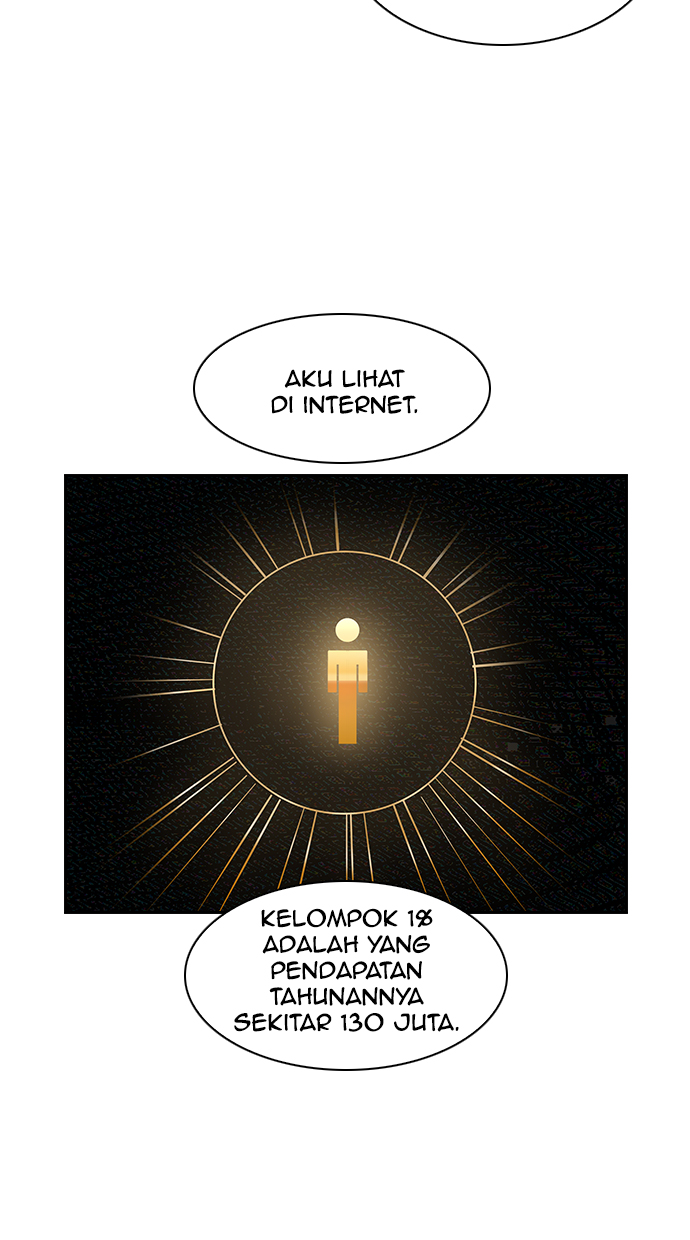 AKU LIHAT
DI INTERNET.
KELOMPOK 1%
ADALAH YANG
PENDAPATAN
TAHUNANNYA
SEKITAR 130 JUTA.